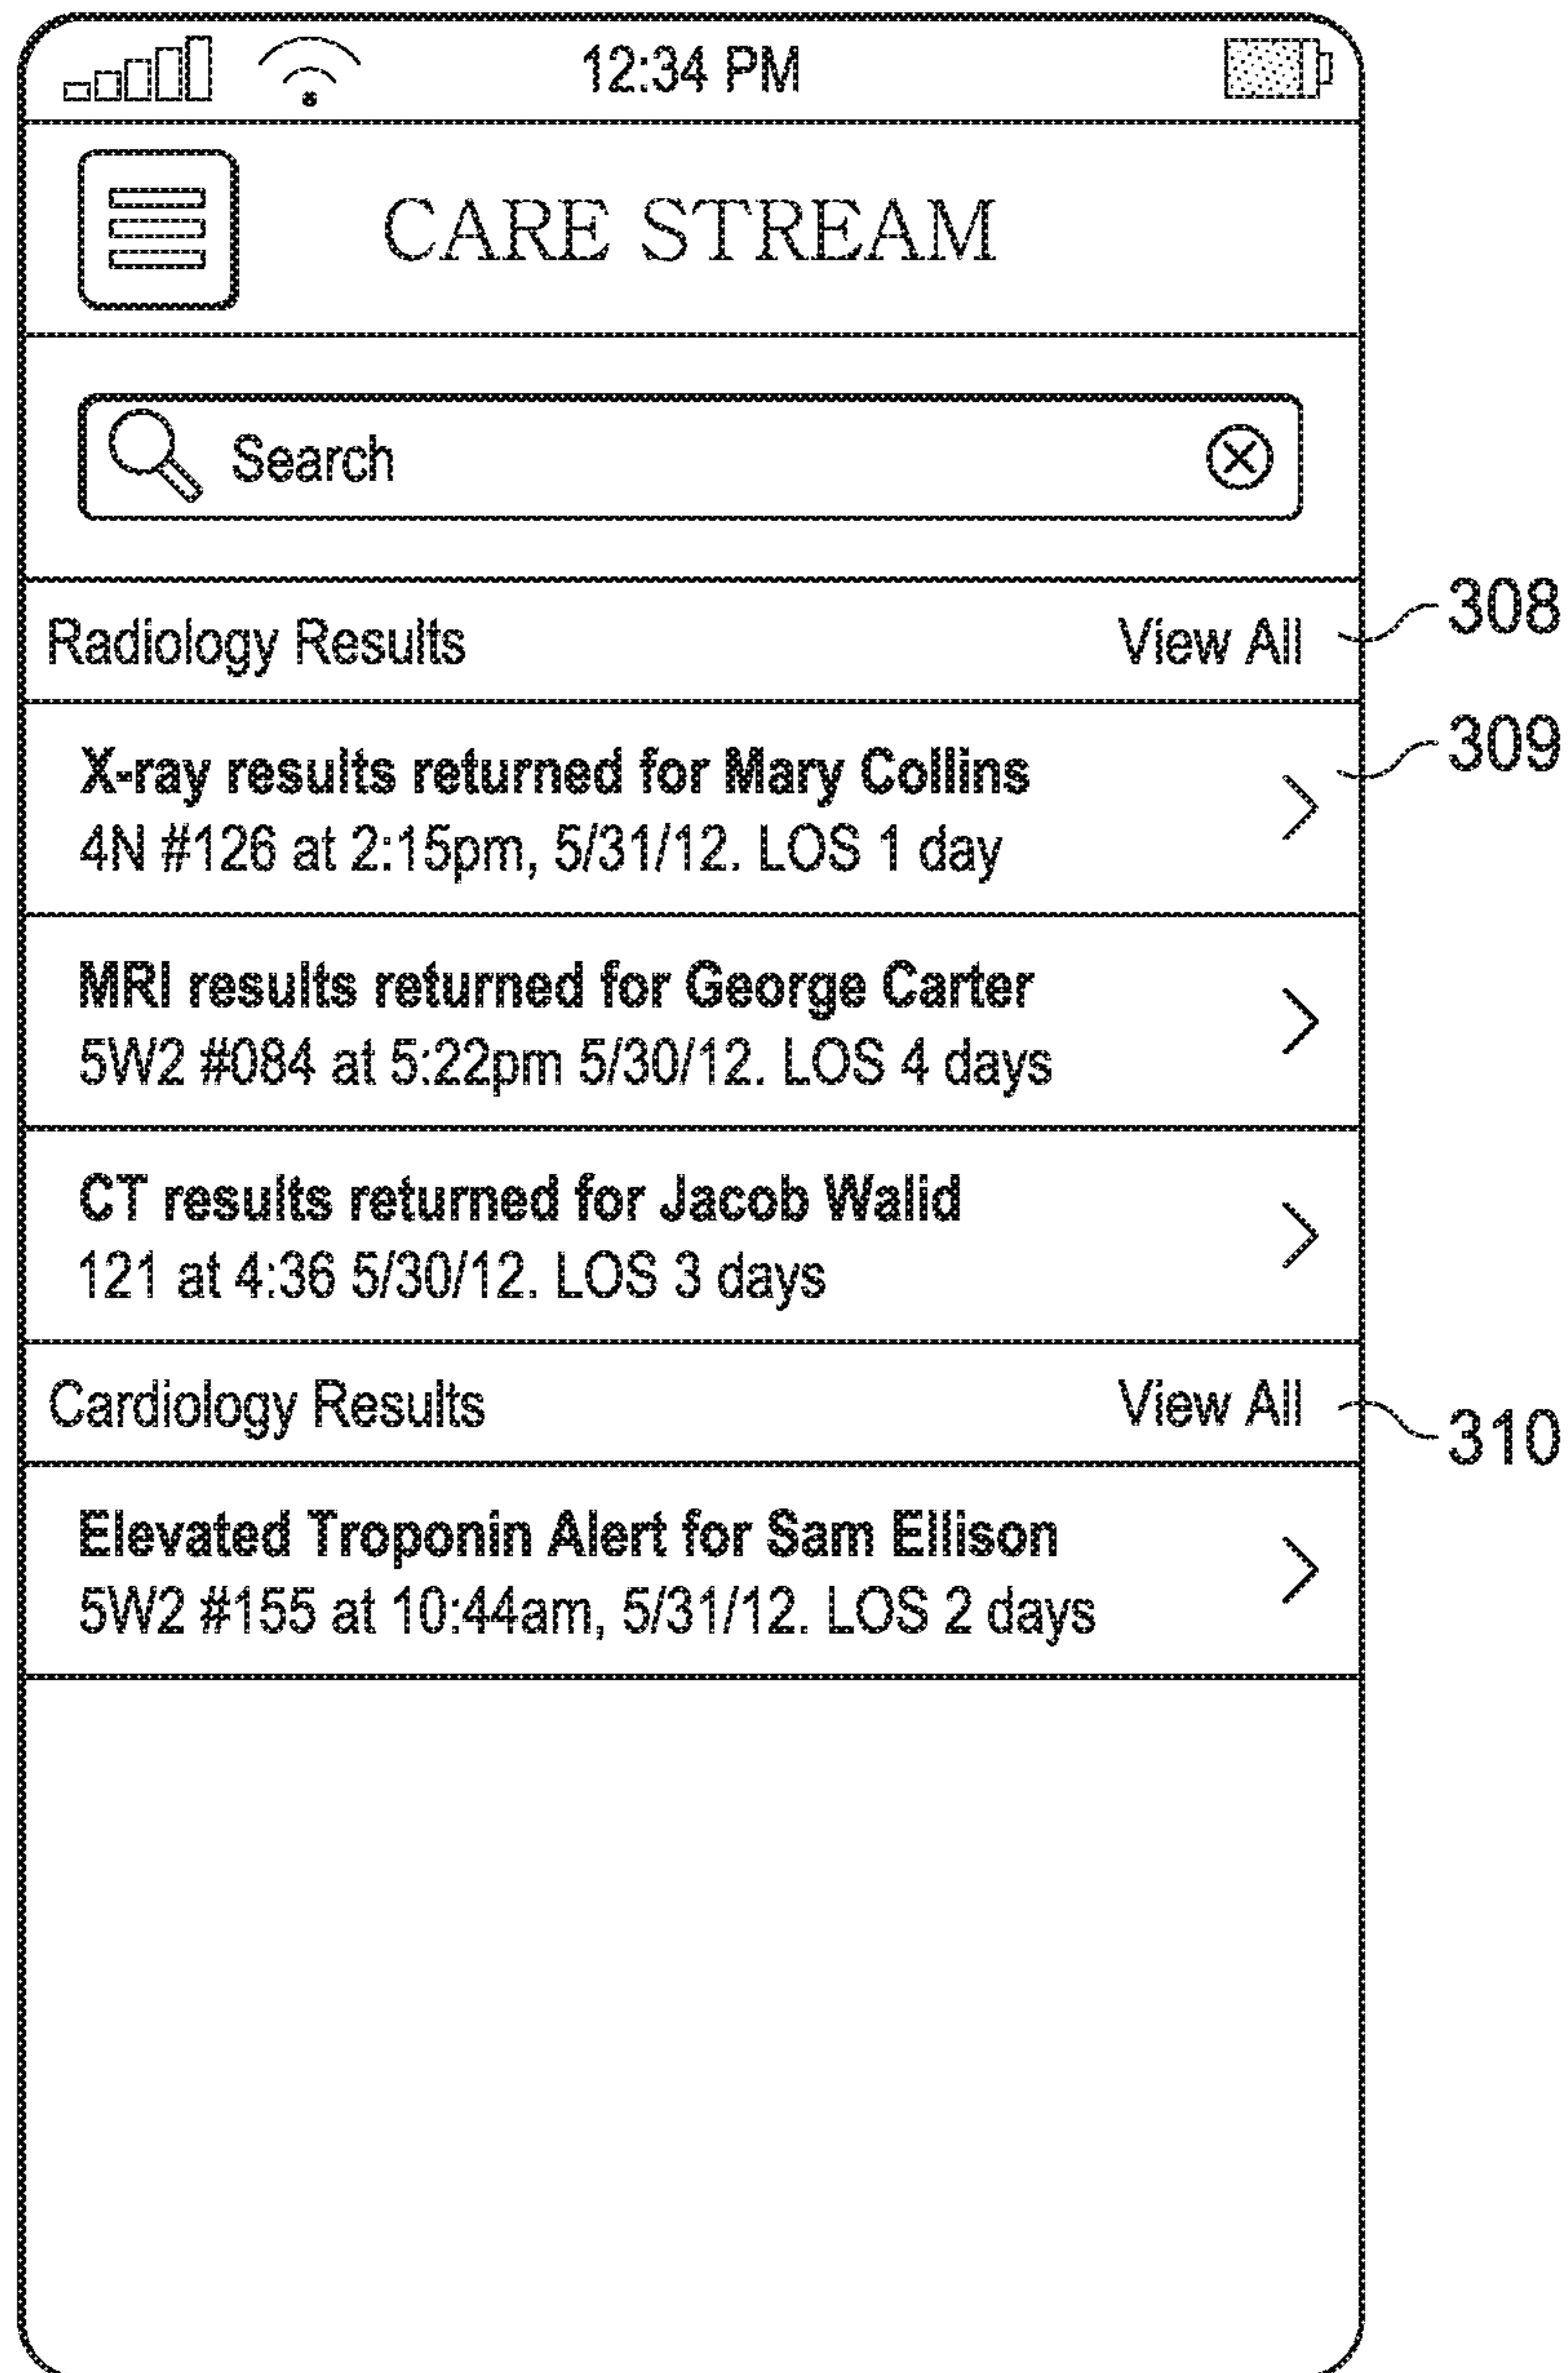 12:34 PM
CARE STREAM
Search
Radiology Results View All 308
309
X-ray results returned for Mary Collins
4N #126 at 2:15pm, 5/31/12. LOS 1 day
MRI results returned for George Carter
5W2 #084 at 5:22pm 5/30/12. LOS 4 days
CT results returned for Jacob Walid
121 at 4:36 5/30/12. LOS 3 days
Cardiology Results View All 310
Elevated Troponin Alert for Sam Ellison
5W2 #155 at 10:44am, 5/31/12. LOS 2 days